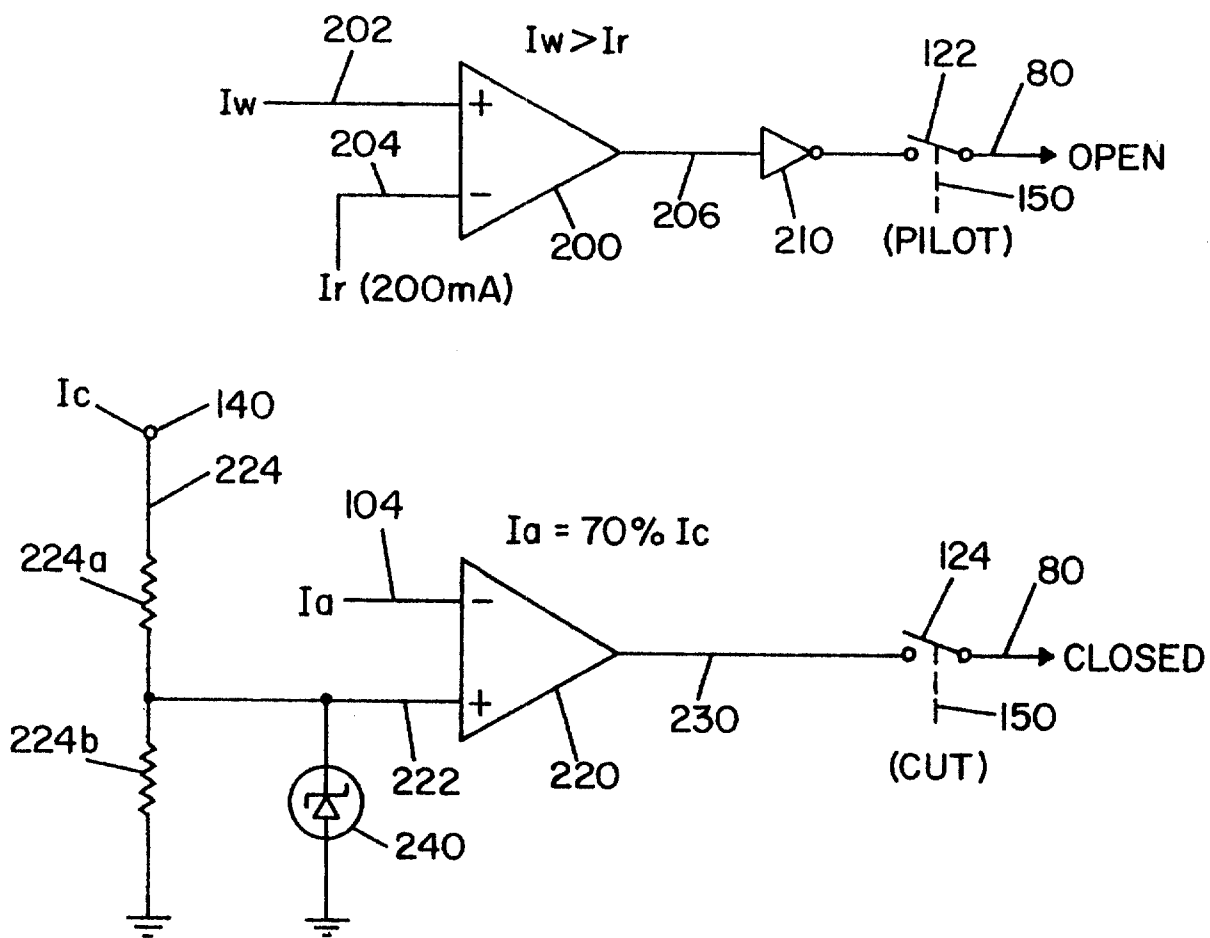 202
Iw>Ir
122
80
Iw
+
204
OPEN
−
206
150
200
210
(PILOT)
Ir (200mA)
Ic
140
224
104
Ia = 70% Ic
124
80
224a
Ia
−
CLOSED
224b
+
222
230
150
220
(CUT)
240